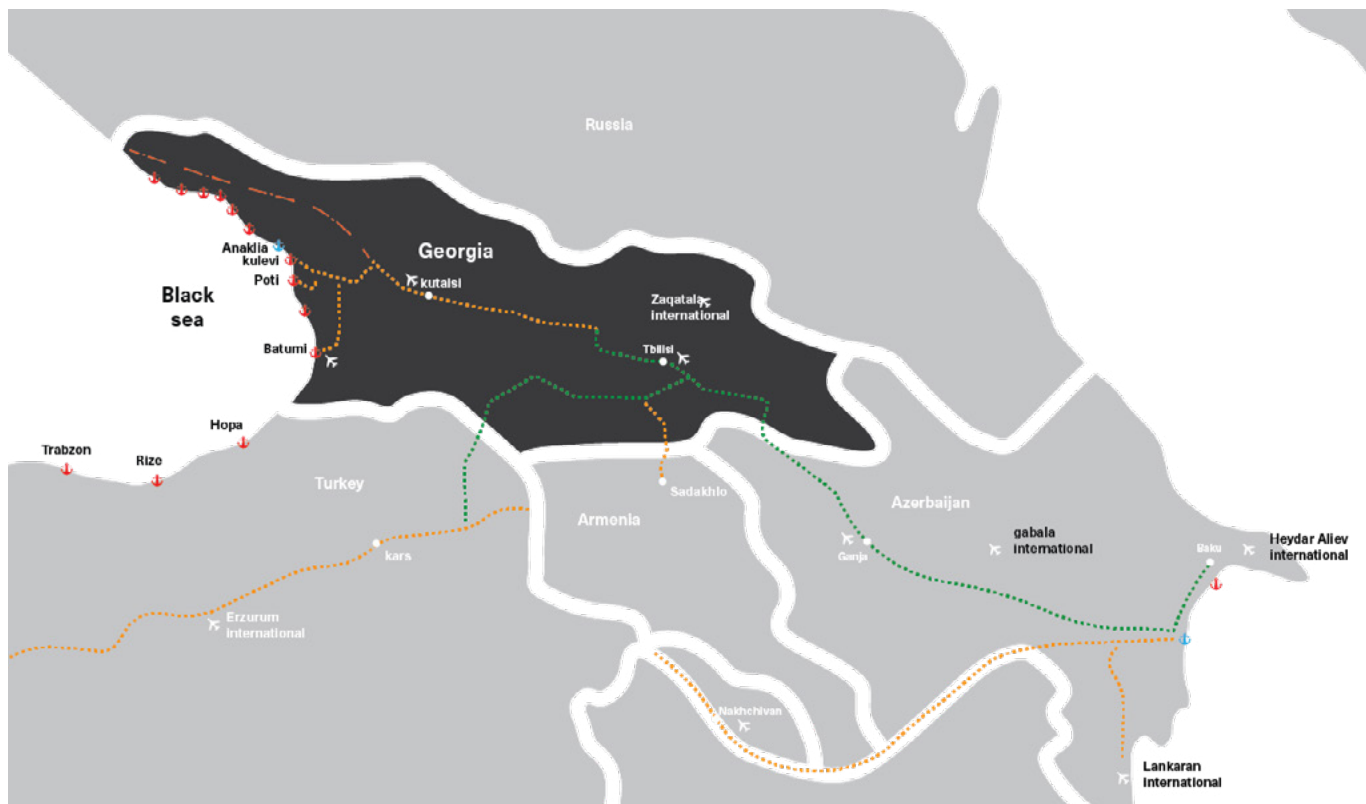 Russia
Georgia
Anaklia
kulevi
Poti
kutaisi
Black
sea
Zaqatala
international
Batumi
Tbilisi
Hopa
Trabzon
Rize
Turkey
Sadakhlo
Armenia
Azerbaijan
gabala
international
Heydar Aliev
international
Baku
Ganja
kars
Erzurum
international
Nakhchivan
Lankaran
international